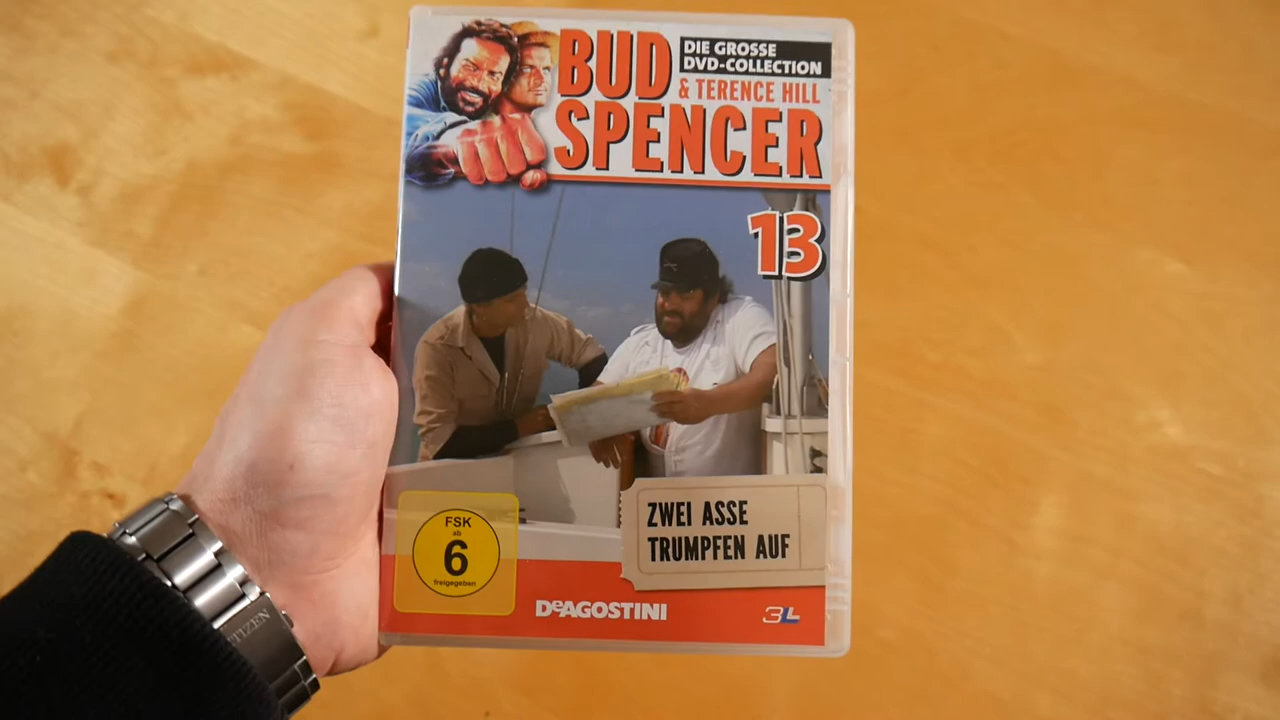 BUD
SPENCER
DIE GROSSE
DVD-COLLECTION
& TERENCE HILL
13
ZWEI ASSE
TRUMPFEN AUF
FSK
ab
6
freigegeben
DeAGOSTINI
3L